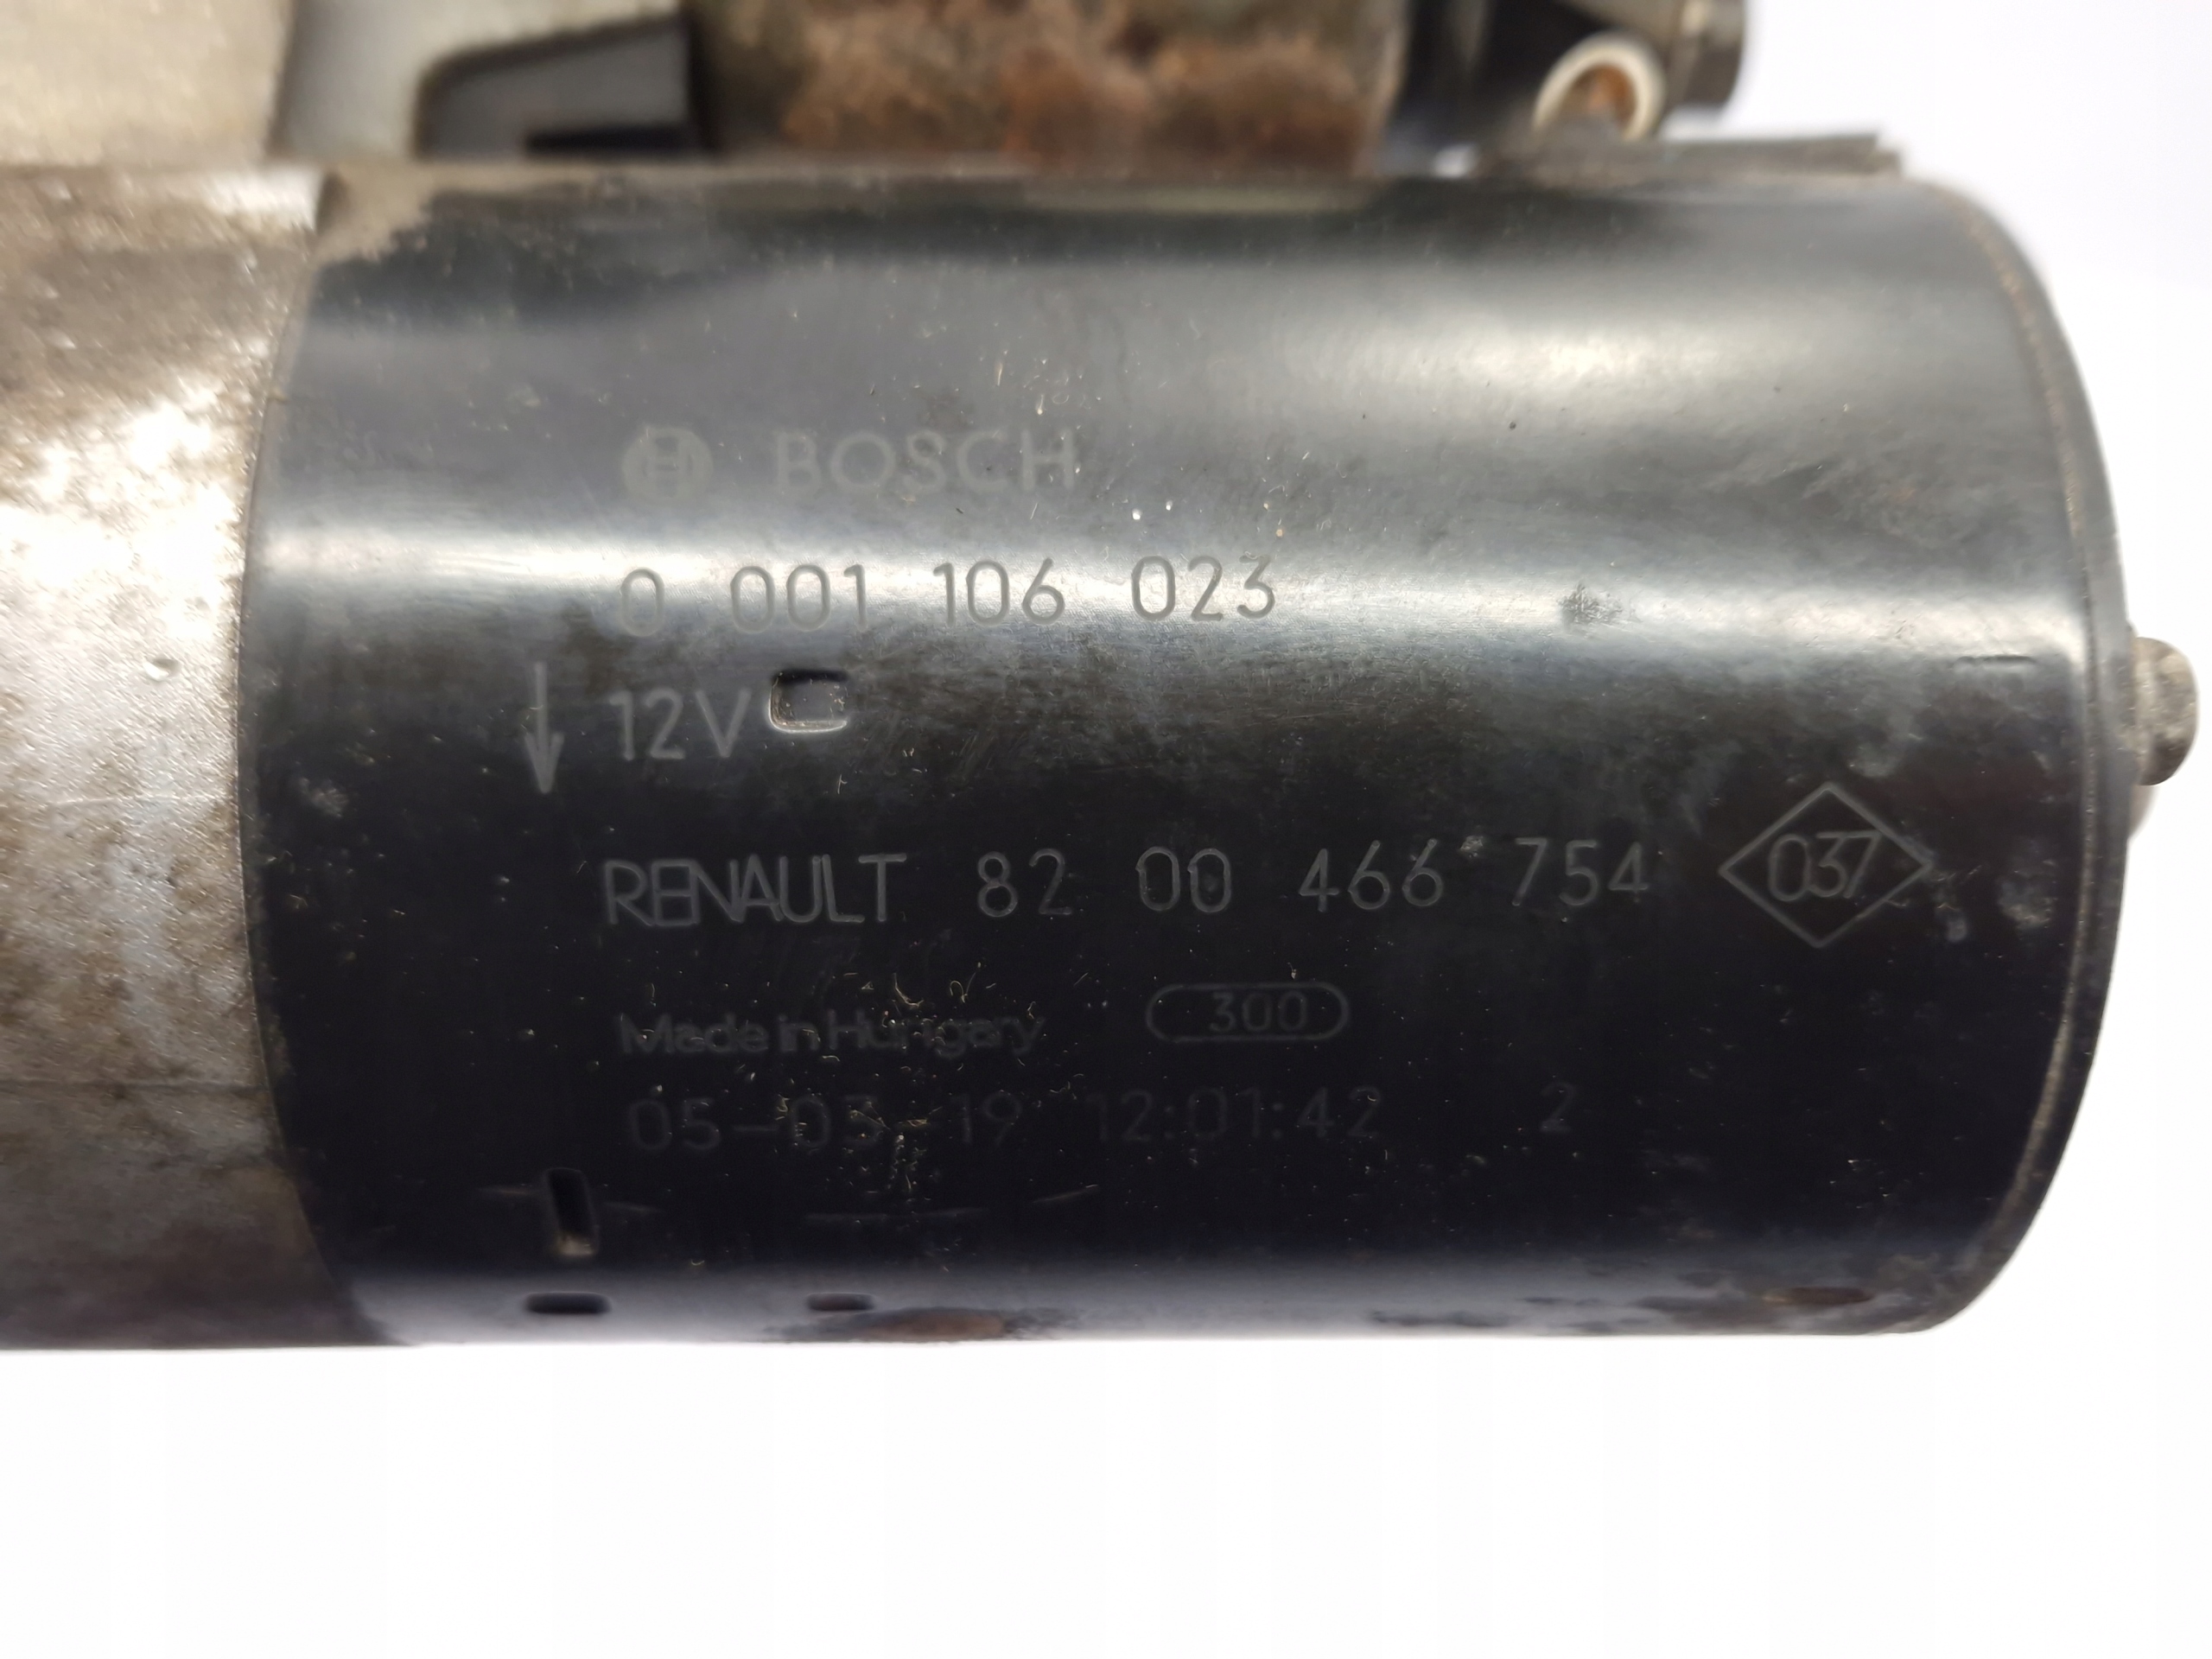 BOSCH
0 001 106 023
12V
RENAULT 82 00 466 754 037
Made in Hungary 300
05-03-19 12:01:42 2